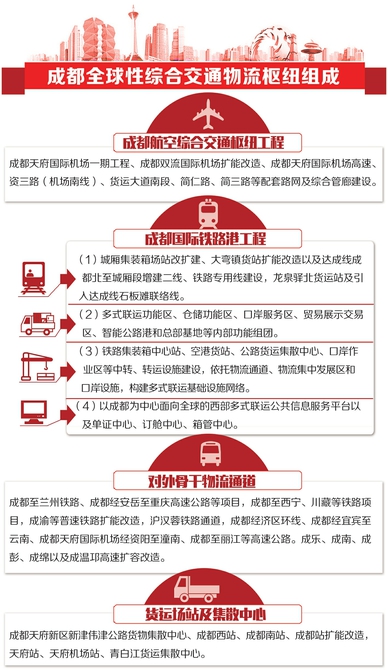 成都全球性综合交通物流枢纽组成
成都航空综合交通枢纽工程
成都天府国际机场一期工程、成都双流国际机场扩能改造、成都天府国际机场高速、
资三路（机场南线）、货运大道南段、简仁路、简三路等配套路网及综合管廊建设。
成都国际铁路港工程
（1）城厢集装箱场站改扩建、大弯镇货站扩能改造以及达成线成
都北至城厢段增建二线、铁路专用线建设，龙泉驿北货运站及引
入达成线石板滩联络线。
（2）多式联运功能区、仓储功能区、口岸服务区、贸易展示交易
区、智能公路港和总部基地等内部功能组团。
（3）铁路集装箱中心站、空港货站、公路货运集散中心、口岸作
业区等中转、转运设施建设，依托物流通道、物流集中发展区和
口岸设施，构建多式联运基础设施网络。
（4）以成都为中心面向全球的西部多式联运公共信息服务平台以
及单证中心、订舱中心、箱管中心。
对外骨干物流通道
成都至兰州铁路、成都经安岳至重庆高速公路等项目，成都至西宁、川藏等铁路项
目，成渝等普速铁路扩能改造，沪汉蓉铁路通道，成都经济区环线、成都经宜宾至
云南、成都天府国际机场经资阳至潼南、成都至丽江等高速公路。成乐、成南、成
彭、成绵以及成温邛高速扩容改造。
货运场站及集散中心
成都天府新区新津伟津公路货物集散中心、成都西站、成都南站、成都站扩能改造，
天府站、天府机场站、青白江货运集散中心。